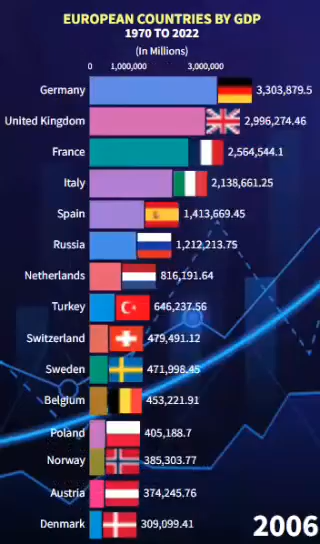 EUROPEAN COUNTRIES BY GDP
1970 TO 2022
(In Millions)
0 1,000,000 3,000,000
Germany 3,303,879.5
United Kingdom 2,996,274.46
France 2,564,544.1
Italy 2,138,661.25
Spain 1,413,669.45
Russia 1,212,213.75
Netherlands 816,191.64
Turkey 646,237.56
Switzerland 479,491.12
Sweden 471,998.45
Belgium 453,221.91
Poland 405,188.7
Norway 385,303.77
Austria 374,245.76
Denmark 309,099.41
2006